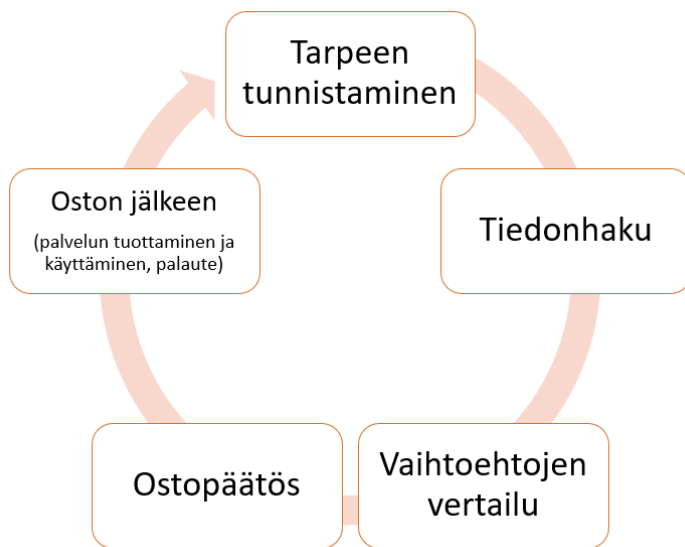 Tarpeen
tunnistaminen
Tiedonhaku
Vaihtoehtojen
vertailu
Ostopäätös
Oston jälkeen
(palvelun tuottaminen ja
käyttäminen, palaute)